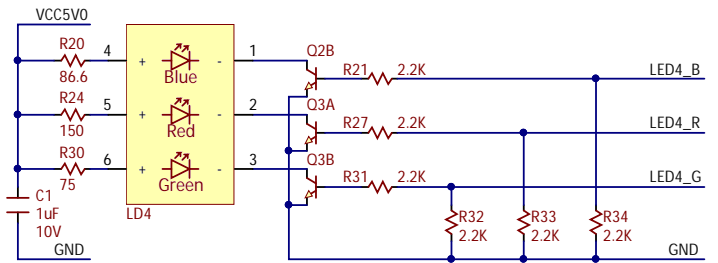 VCC5V0
R20 4 + Blue - 1 Q2B R21 2.2K LED4_B
86.6
R24 5 + Red - 2 Q3A R27 2.2K LED4_R
150
R30 6 + Green - 3 Q3B R31 2.2K LED4_G
75
C1
1uF
10V
LD4
R32 R33 R34
2.2K 2.2K 2.2K
GND GND